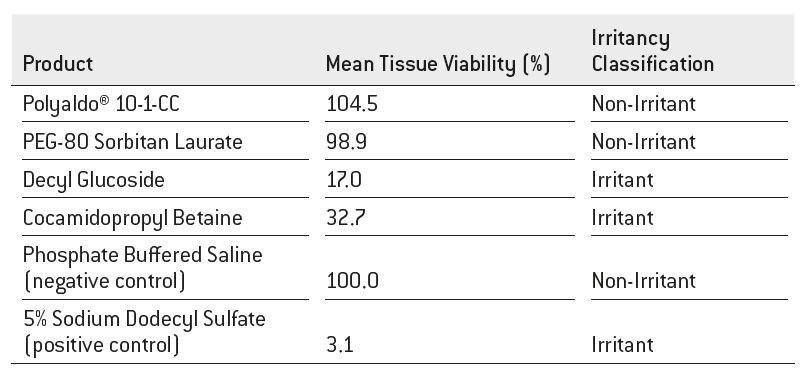 Product Mean Tissue Viability (%) Irritancy Classification
Polyaldo® 10-1-CC 104.5 Non-Irritant
PEG-80 Sorbitan Laurate 98.9 Non-Irritant
Decyl Glucoside 17.0 Irritant
Cocamidopropyl Betaine 32.7 Irritant
Phosphate Buffered Saline
(negative control) 100.0 Non-Irritant
5% Sodium Dodecyl Sulfate
(positive control) 3.1 Irritant